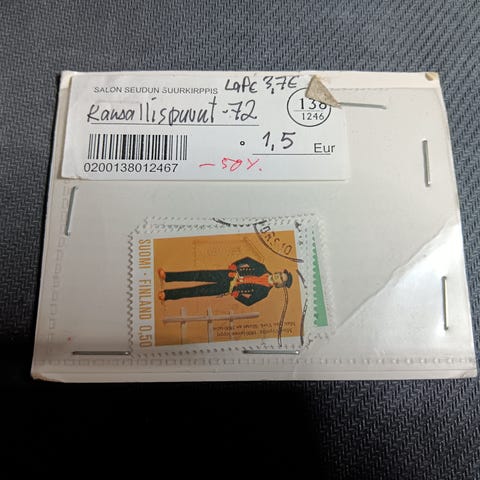 SALON SEUDUN SUURKIRPPIS
LaPe 3,7€
Kansallispuvut -72
138
1246
1,5 Eur
0200138012467
-50%.
SUOMI - FINLAND 0,50